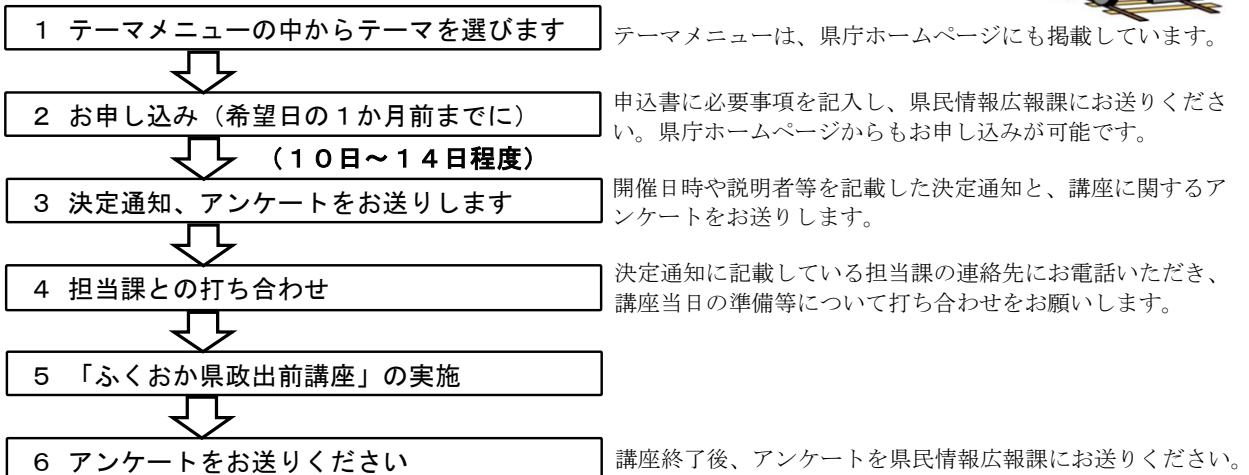 １ テーマメニューの中からテーマを選びます
テーマメニューは、県庁ホームページにも掲載しています。
２ お申し込み（希望日の１か月前までに）
申込書に必要事項を記入し、県民情報広報課にお送りくださ
い。県庁ホームページからもお申し込みが可能です。
（１０日～１４日程度）
３ 決定通知、アンケートをお送りします
開催日時や説明者等を記載した決定通知と、講座に関するア
ンケートをお送りします。
４ 担当課との打ち合わせ
決定通知に記載している担当課の連絡先にお電話いただき、
講座当日の準備等について打ち合わせをお願いします。
５ 「ふくおか県政出前講座」の実施
６ アンケートをお送りください
講座終了後、アンケートを県民情報広報課にお送りください。